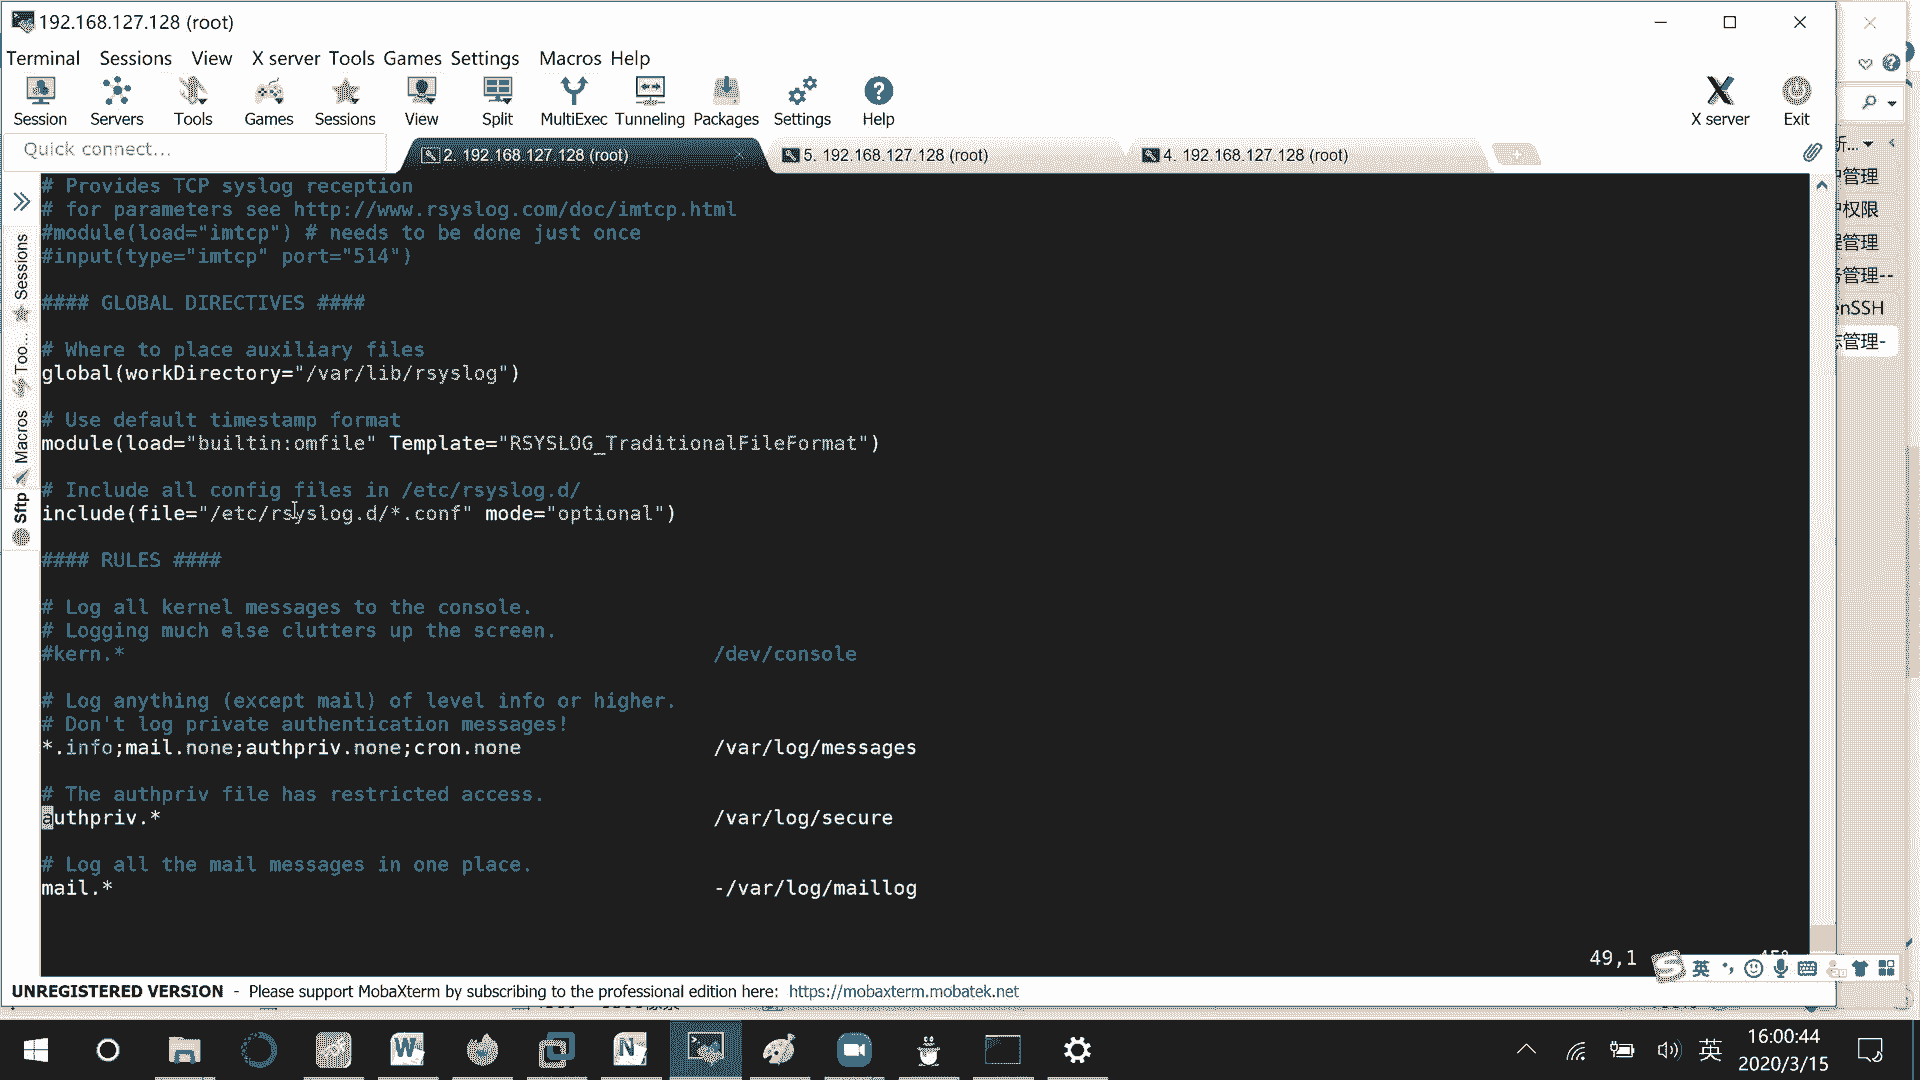 192.168.127.128 (root)
Terminal Sessions View X server Tools Games Settings Macros Help
Session Servers Tools Games Sessions View Split MultiExec Tunneling Packages Settings Help X server Exit
Quick connect...
2. 192.168.127.128 (root)
5. 192.168.127.128 (root)
4. 192.168.127.128 (root)
Sessions
Too...
Macros
Sftp
# Provides TCP syslog reception
# for parameters see http://www.rsyslog.com/doc/imtcp.html
#module(load="imtcp") # needs to be done just once
#input(type="imtcp" port="514")
#### GLOBAL DIRECTIVES ####
# Where to place auxiliary files
global(workDirectory="/var/lib/rsyslog")
# Use default timestamp format
module(load="builtin:omfile" Template="RSYSLOG_TraditionalFileFormat")
# Include all config files in /etc/rsyslog.d/
include(file="/etc/rsyslog.d/*.conf" mode="optional")
#### RULES ####
# Log all kernel messages to the console.
# Logging much else clutters up the screen.
#kern.* /dev/console
# Log anything (except mail) of level info or higher.
# Don't log private authentication messages!
*.info;mail.none;authpriv.none;cron.none /var/log/messages
# The authpriv file has restricted access.
authpriv.* /var/log/secure
# Log all the mail messages in one place.
mail.* -/var/log/maillog
49,1
英
管理
权限
管理
管理--
enSSH
管理-
UNREGISTERED VERSION - Please support MobaXterm by subscribing to the professional edition here: https://mobaxterm.mobatek.net
英
16:00:44
2020/3/15